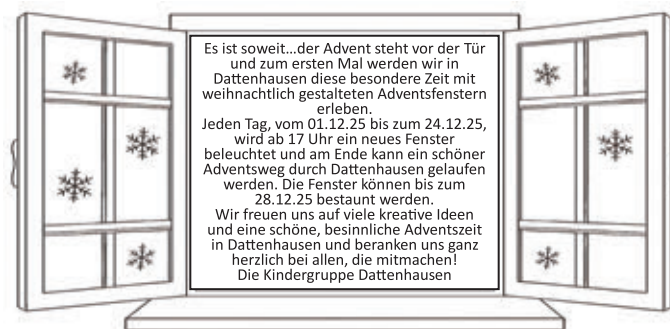 Es ist soweit...der Advent steht vor der Tür
und zum ersten Mal werden wir in
Dattenhausen diese besondere Zeit mit
weihnachtlich gestalteten Adventsfenstern
erleben.
Jeden Tag, vom 01.12.25 bis zum 24.12.25,
wird ab 17 Uhr ein neues Fenster
beleuchtet und am Ende kann ein schöner
Adventsweg durch Dattenhausen gelaufen
werden. Die Fenster können bis zum
28.12.25 bestaunt werden.
Wir freuen uns auf viele kreative Ideen
und eine schöne, besinnliche Adventszeit
in Dattenhausen und beranken uns ganz
herzlich bei allen, die mitmachen!
Die Kindergruppe Dattenhausen